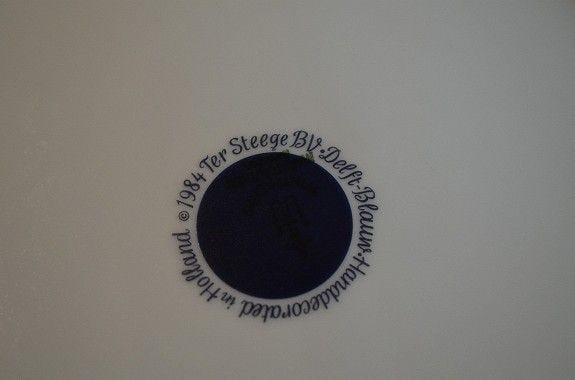 ©1984 Ter Steege BV·Delft-Blauw·Handdecorated in Holland